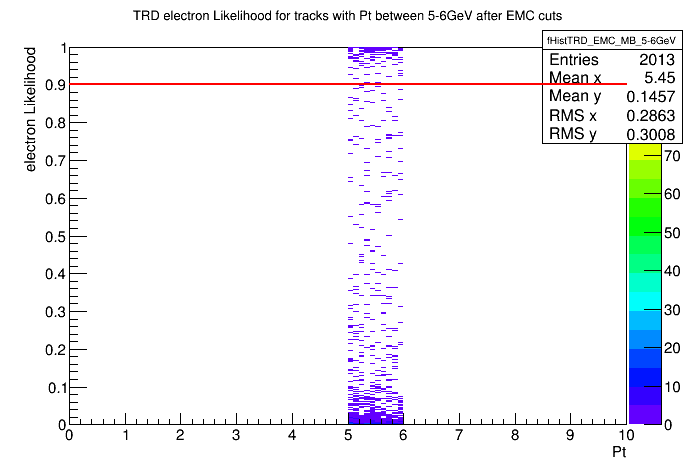 TRD electron Likelihood for tracks with Pt between 5-6GeV after EMC cuts
fHistTRD_EMC_MB_5-6GeV
Entries 2013
Mean x 5.45
Mean y 0.1457
RMS x 0.2863
RMS y 0.3008
electron Likelihood
1
0.9
0.8
0.7
0.6
0.5
0.4
0.3
0.2
0.1
0
0 1 2 3 4 5 6 7 8 9 10
Pt
70
60
50
40
30
20
10
0